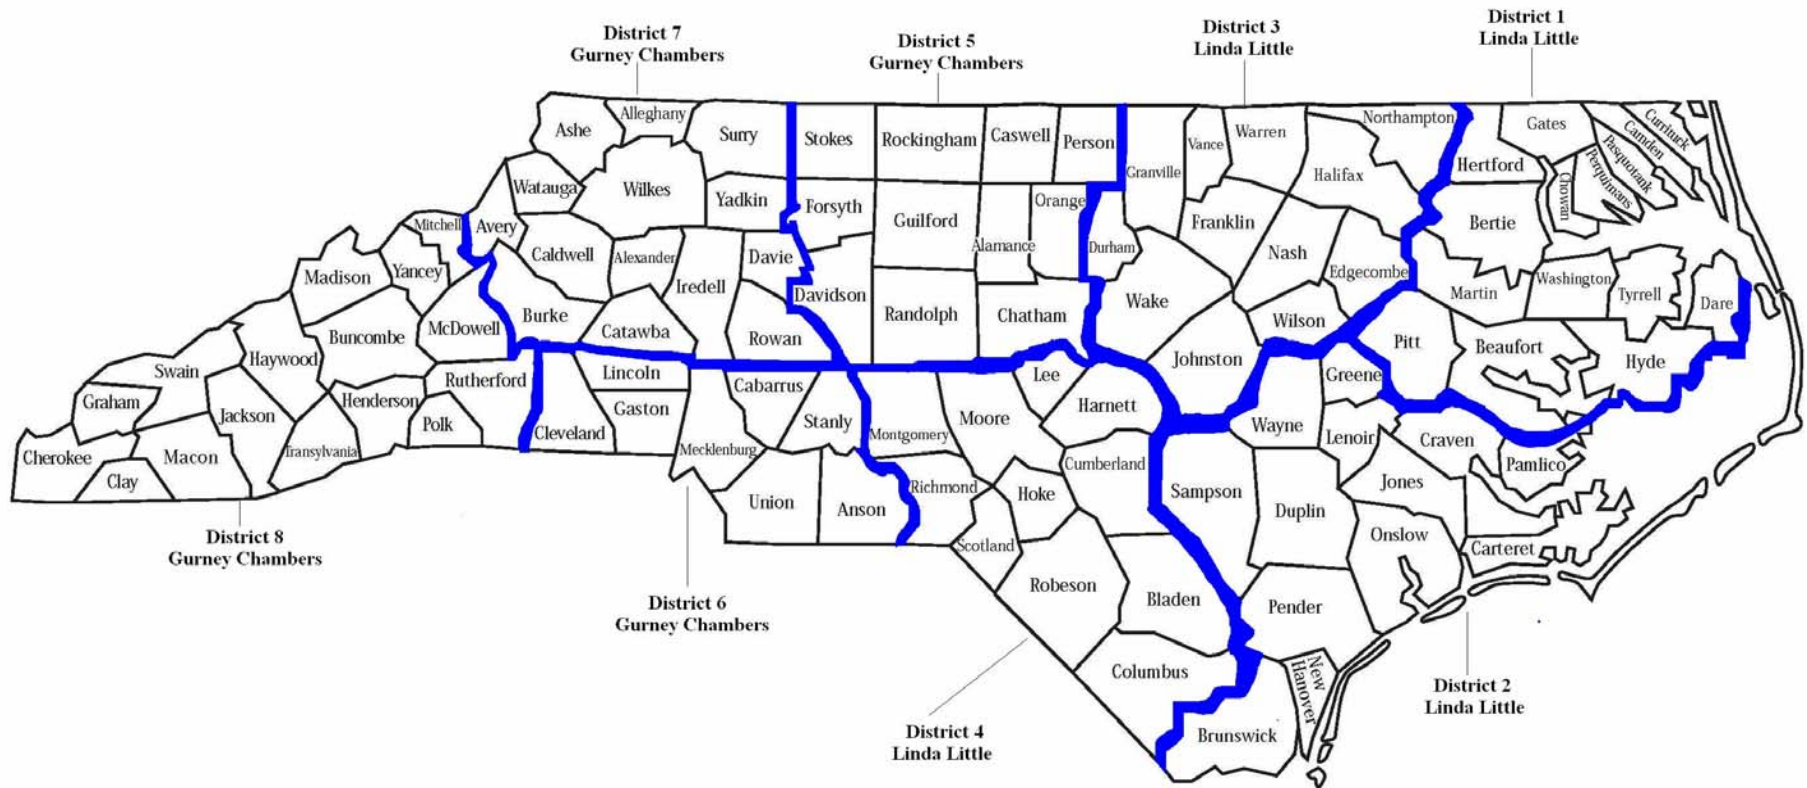 District 1
Linda Little
District 3
Linda Little
District 7
Gurney Chambers
District 5
Gurney Chambers
Alleghany
Ashe
Surry
Stokes
Rockingham
Caswell
Person
Granville
Vance
Warren
Northampton
Gates
Currituck
Camden
Pasquotank
Perquimans
Chowan
Hertford
Halifax
Watauga
Wilkes
Yadkin
Forsyth
Guilford
Alamance
Orange
Durham
Franklin
Nash
Edgecombe
Bertie
Mitchell
Avery
Caldwell
Alexander
Iredell
Davie
Davidson
Randolph
Chatham
Wake
Wilson
Martin
Washington
Tyrrell
Dare
Madison
Yancey
McDowell
Burke
Catawba
Rowan
Johnston
Greene
Pitt
Beaufort
Hyde
Buncombe
Haywood
Swain
Graham
Jackson
Henderson
Rutherford
Lincoln
Cabarrus
Lee
Harnett
Wayne
Lenoir
Craven
Pamlico
Cherokee
Clay
Macon
Transylvania
Polk
Cleveland
Gaston
Mecklenburg
Stanly
Montgomery
Moore
Cumberland
Sampson
Duplin
Jones
Union
Anson
Richmond
Hoke
Scotland
Onslow
Carteret
Robeson
Bladen
Pender
Columbus
New
Hanover
Brunswick
District 8
Gurney Chambers
District 6
Gurney Chambers
District 2
Linda Little
District 4
Linda Little